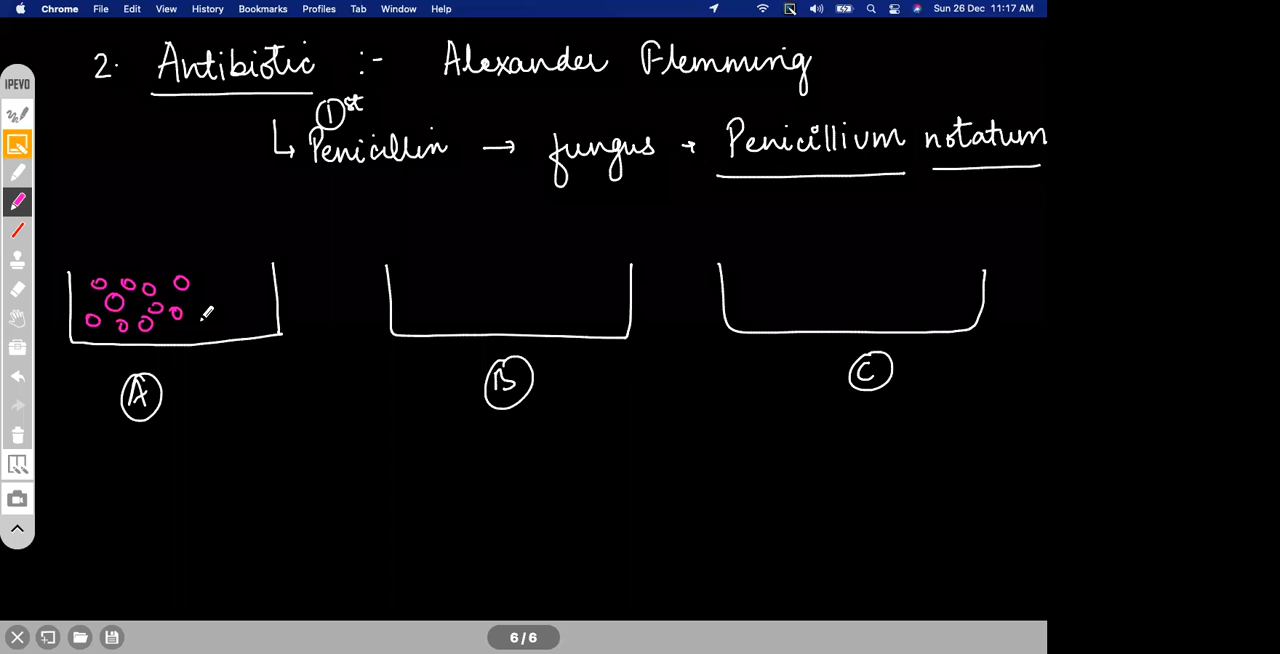 Chrome File Edit View History Bookmarks Profiles Tab Window Help Sun 26 Dec 11:17 AM
IPEVO
2. Antibiotic :- Alexander Flemming
1st
↳ Penicillin → fungus → Penicillium notatum
A B C
6/6